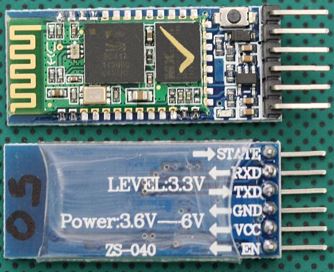 STATE
RXD
LEVEL:3.3V
TXD
GND
Power:3.6V—6V
VCC
ZS-040
EN
05